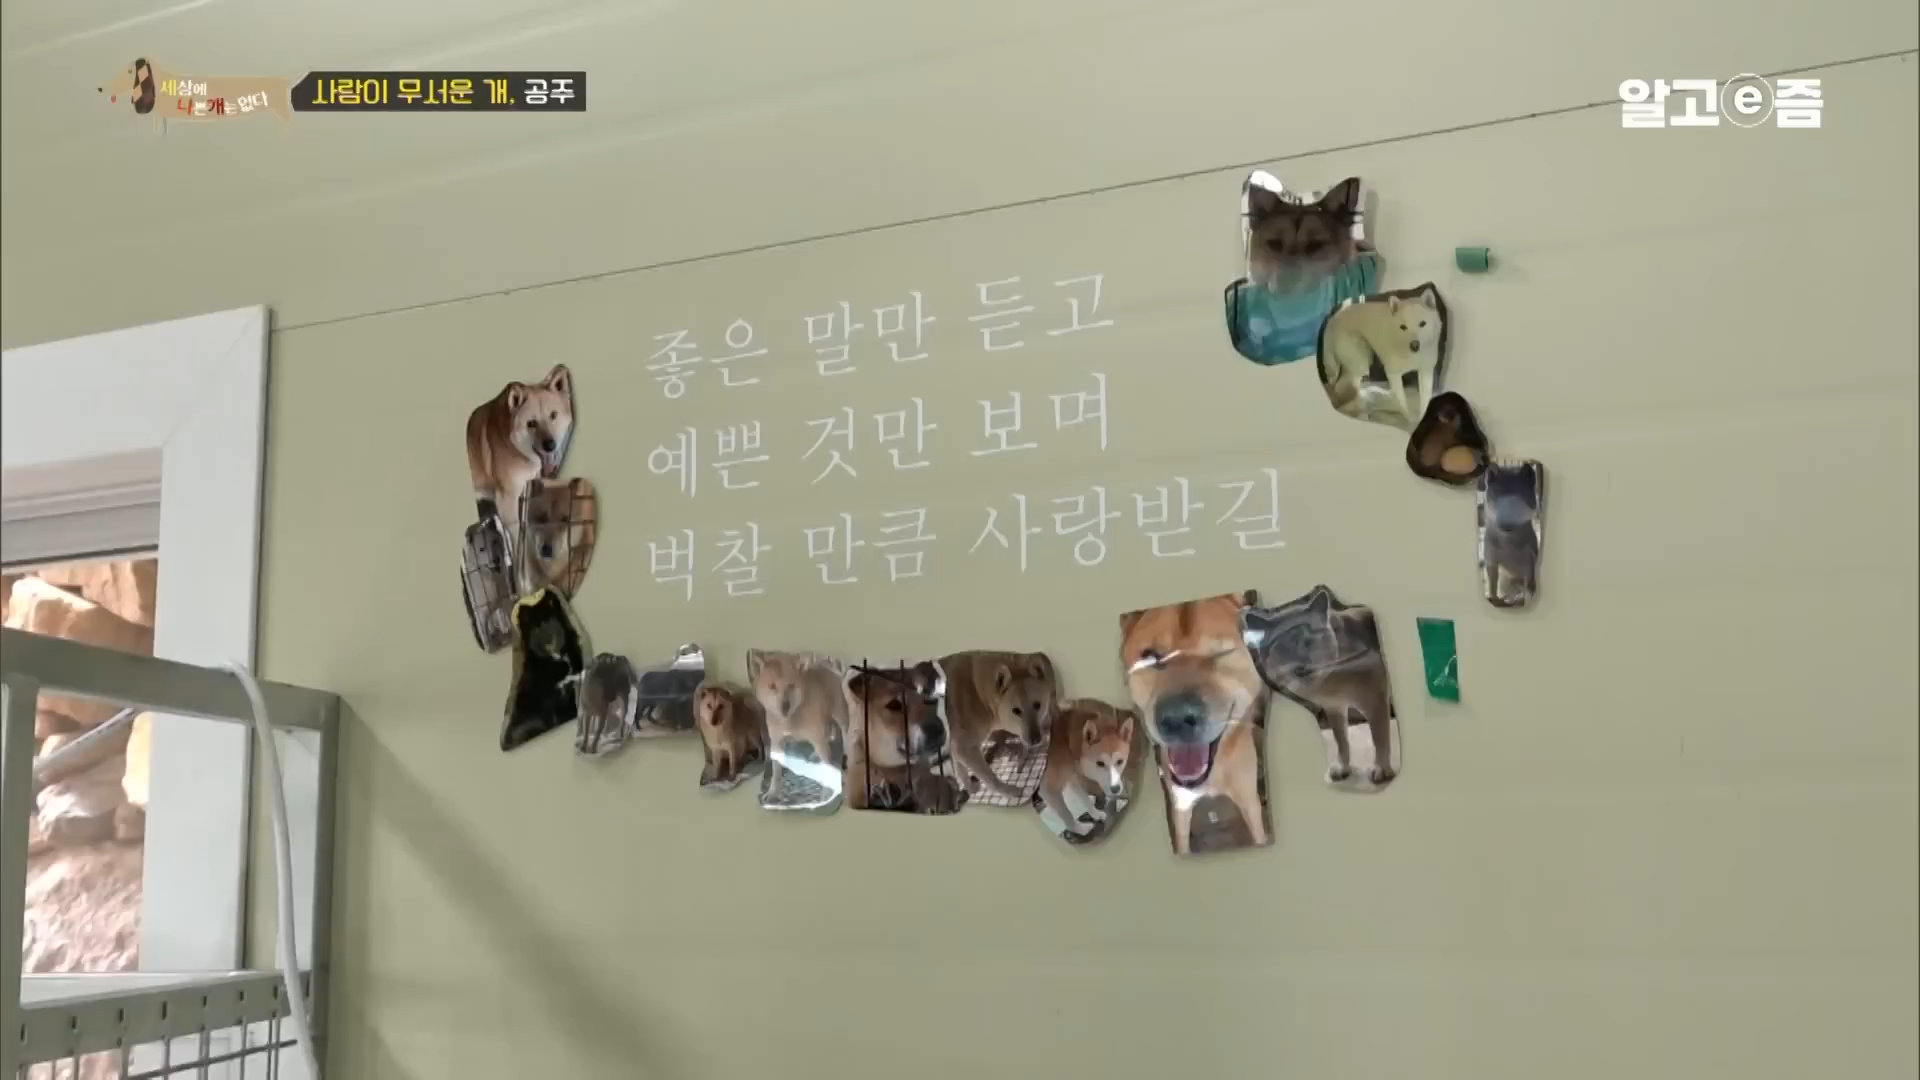 세상에
나쁜개는 없다
사람이 무서운 개, 공주
알고e즘
좋은 말만 듣고
예쁜 것만 보며
벅찰 만큼 사랑받길